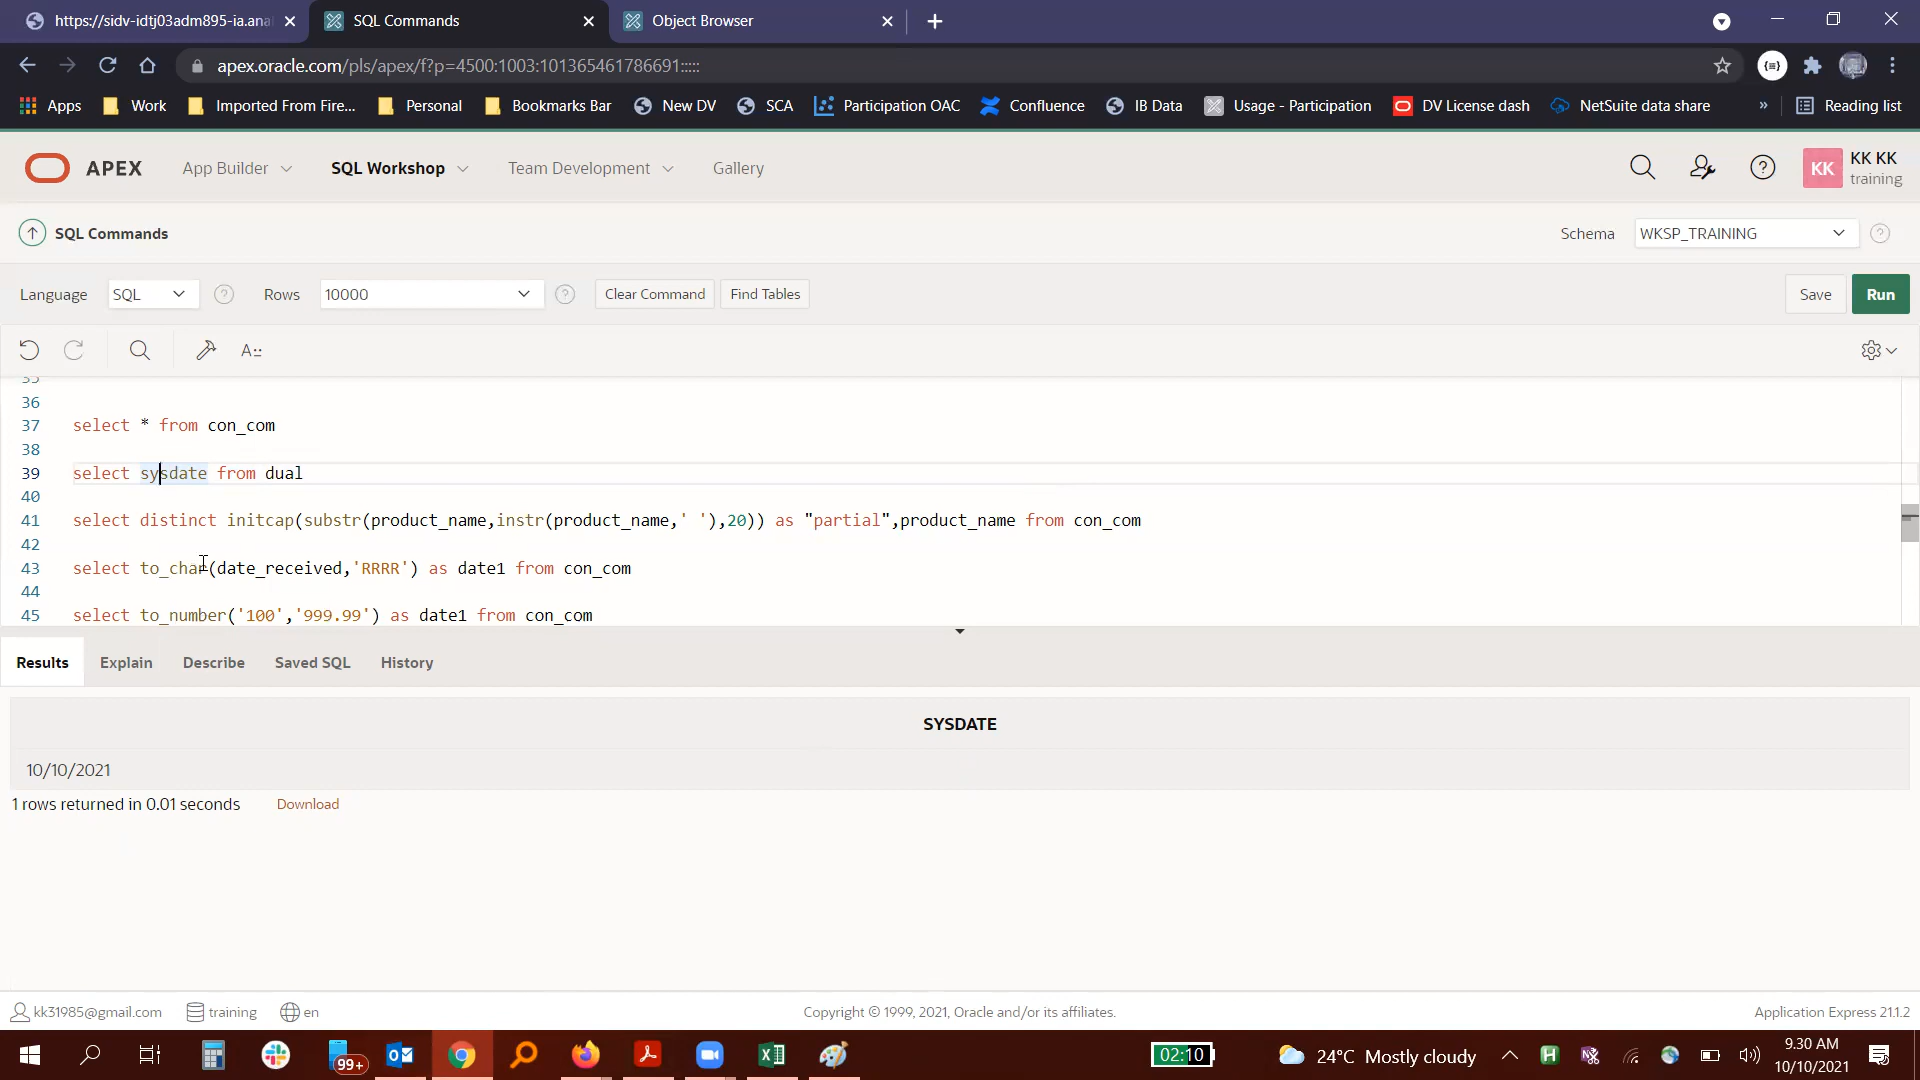 https://sidv-idtj03adm895-ia.ana
SQL Commands
Object Browser
apex.oracle.com/pls/apex/f?p=4500:1003:101365461786691:::::
Apps
Work
Imported From Fire...
Personal
Bookmarks Bar
New DV
SCA
Participation OAC
Confluence
IB Data
Usage - Participation
DV License dash
NetSuite data share
»
Reading list
APEX
App Builder
SQL Workshop
Team Development
Gallery
KK
KK KK
training
SQL Commands
Schema
WKSP_TRAINING
Language
SQL
Rows
10000
Clear Command
Find Tables
Save
Run
35
36
37 select * from con_com
38
39 select sysdate from dual
40
41 select distinct initcap(substr(product_name,instr(product_name,' '),20)) as "partial",product_name from con_com
42
43 select to_char(date_received,'RRRR') as date1 from con_com
44
45 select to_number('100','999.99') as date1 from con_com
Results
Explain
Describe
Saved SQL
History
SYSDATE
10/10/2021
1 rows returned in 0.01 seconds
Download
kk31985@gmail.com
training
en
Copyright © 1999, 2021, Oracle and/or its affiliates.
Application Express 21.1.2
99+
02:10
24°C Mostly cloudy
9.30 AM
10/10/2021